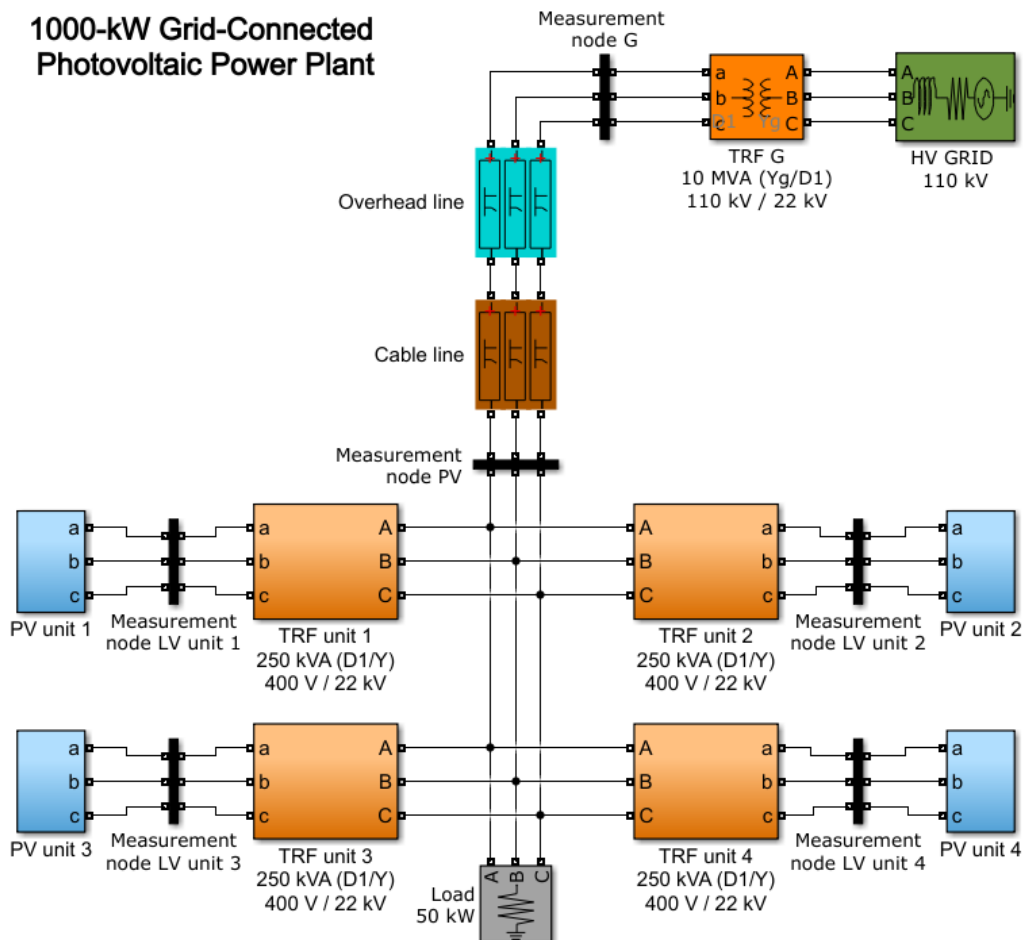 1000-kW Grid-Connected
Photovoltaic Power Plant
Measurement
node G
a A
b B
c C
D1 Yg
A
B
C
TRF G
10 MVA (Yg/D1)
110 kV / 22 kV
HV GRID
110 kV
Overhead line
Cable line
Measurement
node PV
a a A A a a
b b B B b b
c c C C c c
PV unit 1
Measurement
node LV unit 1
TRF unit 1
250 kVA (D1/Y)
400 V / 22 kV
TRF unit 2
250 kVA (D1/Y)
400 V / 22 kV
Measurement
node LV unit 2
PV unit 2
a a A A a a
b b B B b b
c c C C c c
PV unit 3
Measurement
node LV unit 3
TRF unit 3
250 kVA (D1/Y)
400 V / 22 kV
TRF unit 4
250 kVA (D1/Y)
400 V / 22 kV
Measurement
node LV unit 4
PV unit 4
A B C
Load
50 kW